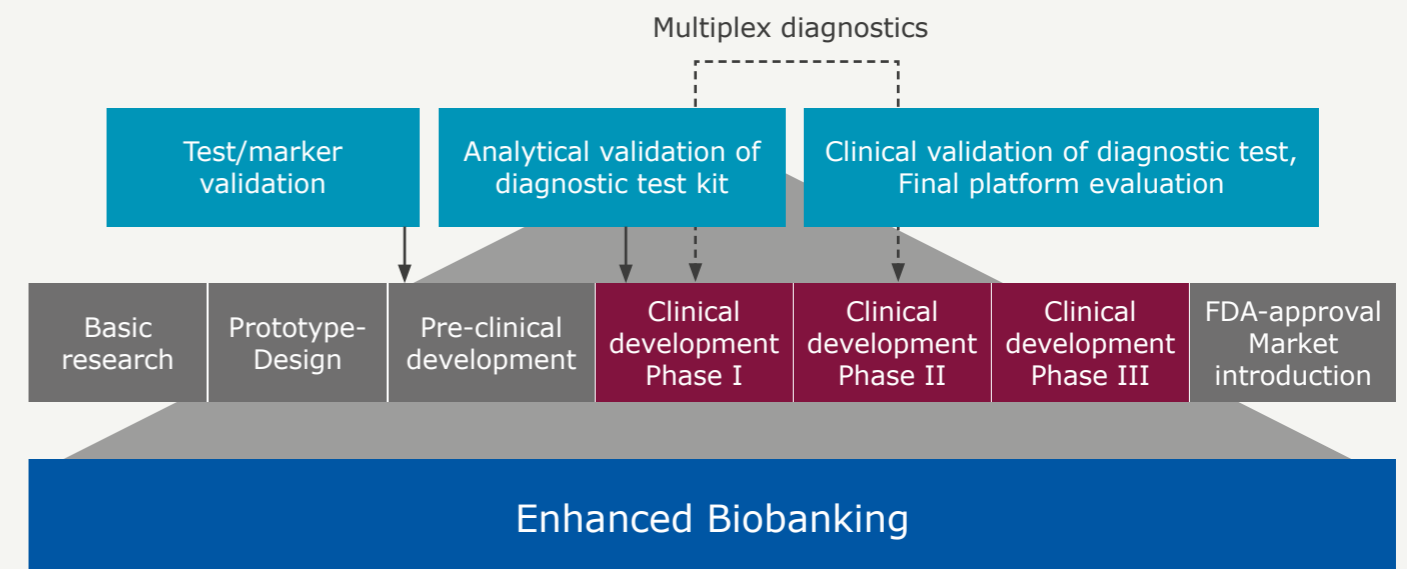 Multiplex diagnostics
Test/marker
validation
Analytical validation of
diagnostic test kit
Clinical validation of diagnostic test,
Final platform evaluation
Basic
research
Prototype-
Design
Pre-clinical
development
Clinical
development
Phase I
Clinical
development
Phase II
Clinical
development
Phase III
FDA-approval
Market
introduction
Enhanced Biobanking